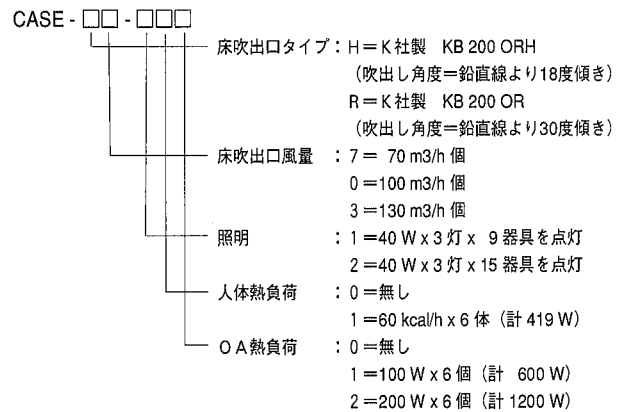 CASE - □□ - □□□
床吹出口タイプ : H = K 社製 KB 200 ORH
(吹出し角度=鉛直線より18度傾き)
R = K 社製 KB 200 OR
(吹出し角度=鉛直線より30度傾き)
床吹出口風量 : 7 = 70 m3/h 個
0 = 100 m3/h 個
3 = 130 m3/h 個
照明 : 1 = 40 W x 3 灯 x 9 器具を点灯
2 = 40 W x 3 灯 x 15 器具を点灯
人体熱負荷 : 0 = 無し
1 = 60 kcal/h x 6 体 (計 419 W)
OA熱負荷 : 0 = 無し
1 = 100 W x 6 個 (計 600 W)
2 = 200 W x 6 個 (計 1200 W)